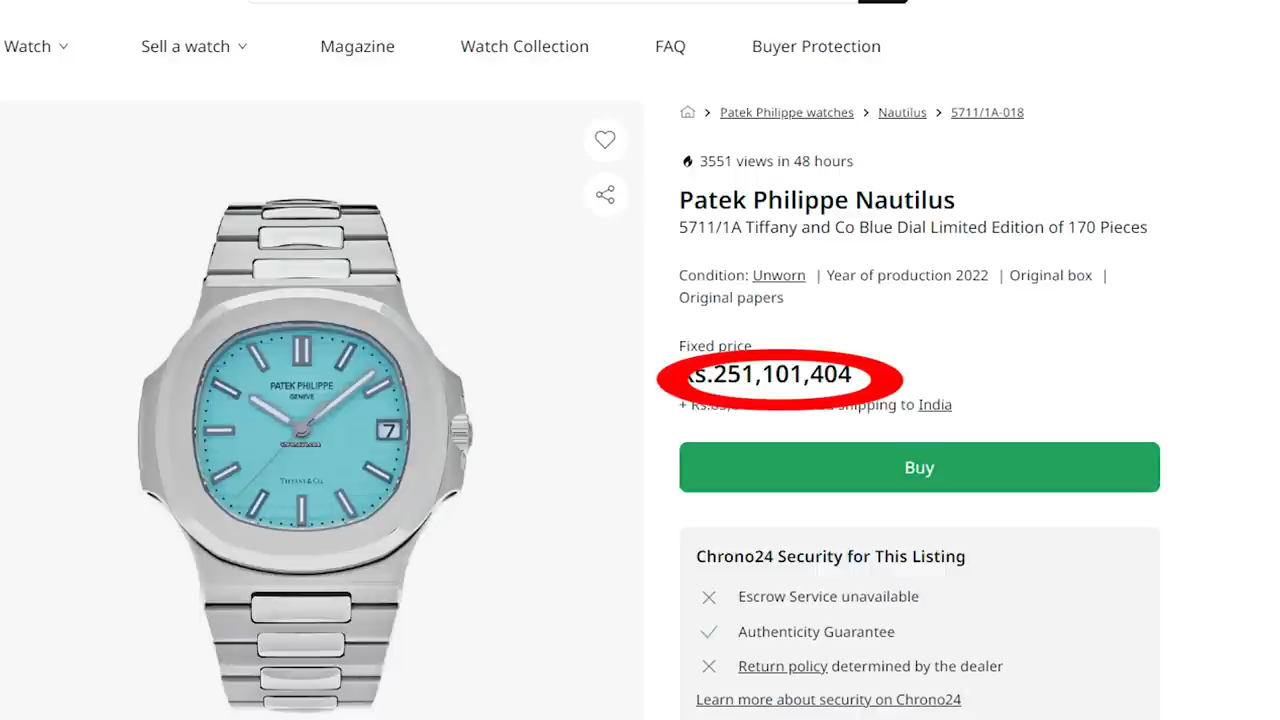 Watch
Sell a watch
Magazine
Watch Collection
FAQ
Buyer Protection
Patek Philippe watches
Nautilus
5711/1A-018
3551 views in 48 hours
Patek Philippe Nautilus
5711/1A Tiffany and Co Blue Dial Limited Edition of 170 Pieces
Condition: Unworn | Year of production 2022 | Original box |
Original papers
Fixed price
Rs.251,101,404
shipping to India
Buy
Chrono24 Security for This Listing
Escrow Service unavailable
Authenticity Guarantee
Return policy determined by the dealer
Learn more about security on Chrono24
PATEK PHILIPPE
GENEVE
7
TIFFANY & CO.